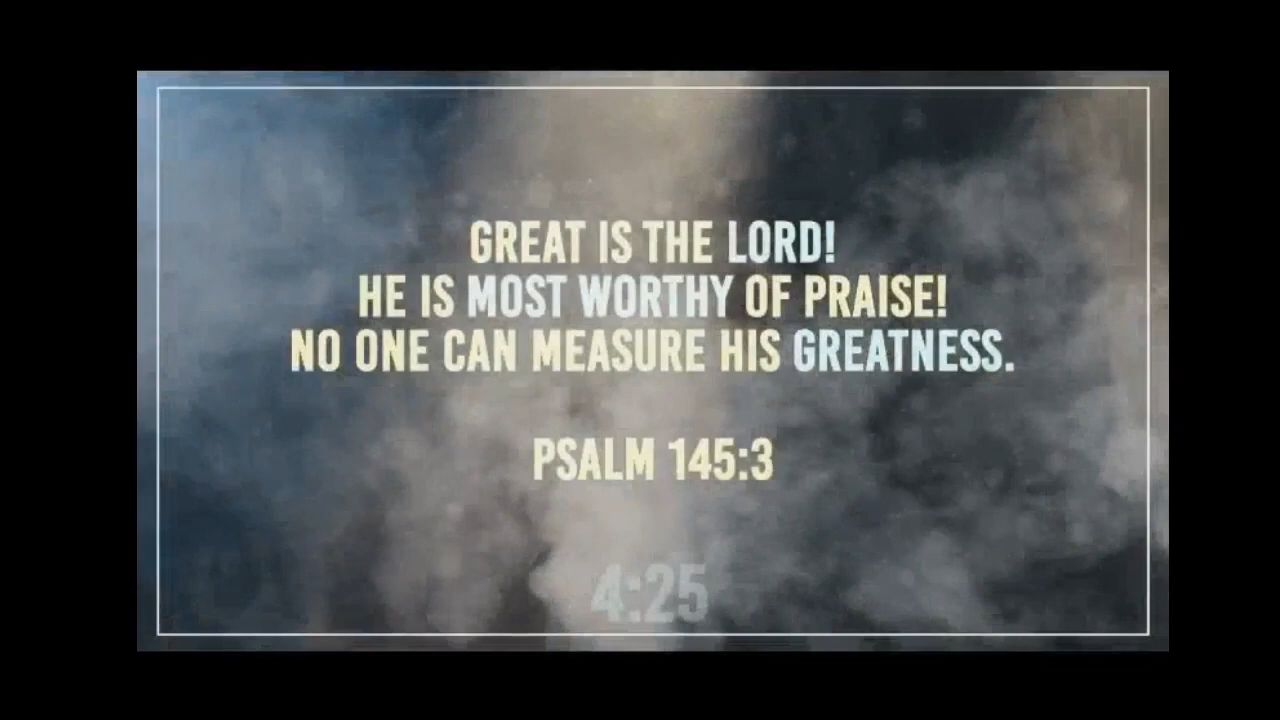 GREAT IS THE LORD!
HE IS MOST WORTHY OF PRAISE!
NO ONE CAN MEASURE HIS GREATNESS.
PSALM 145:3
4:25